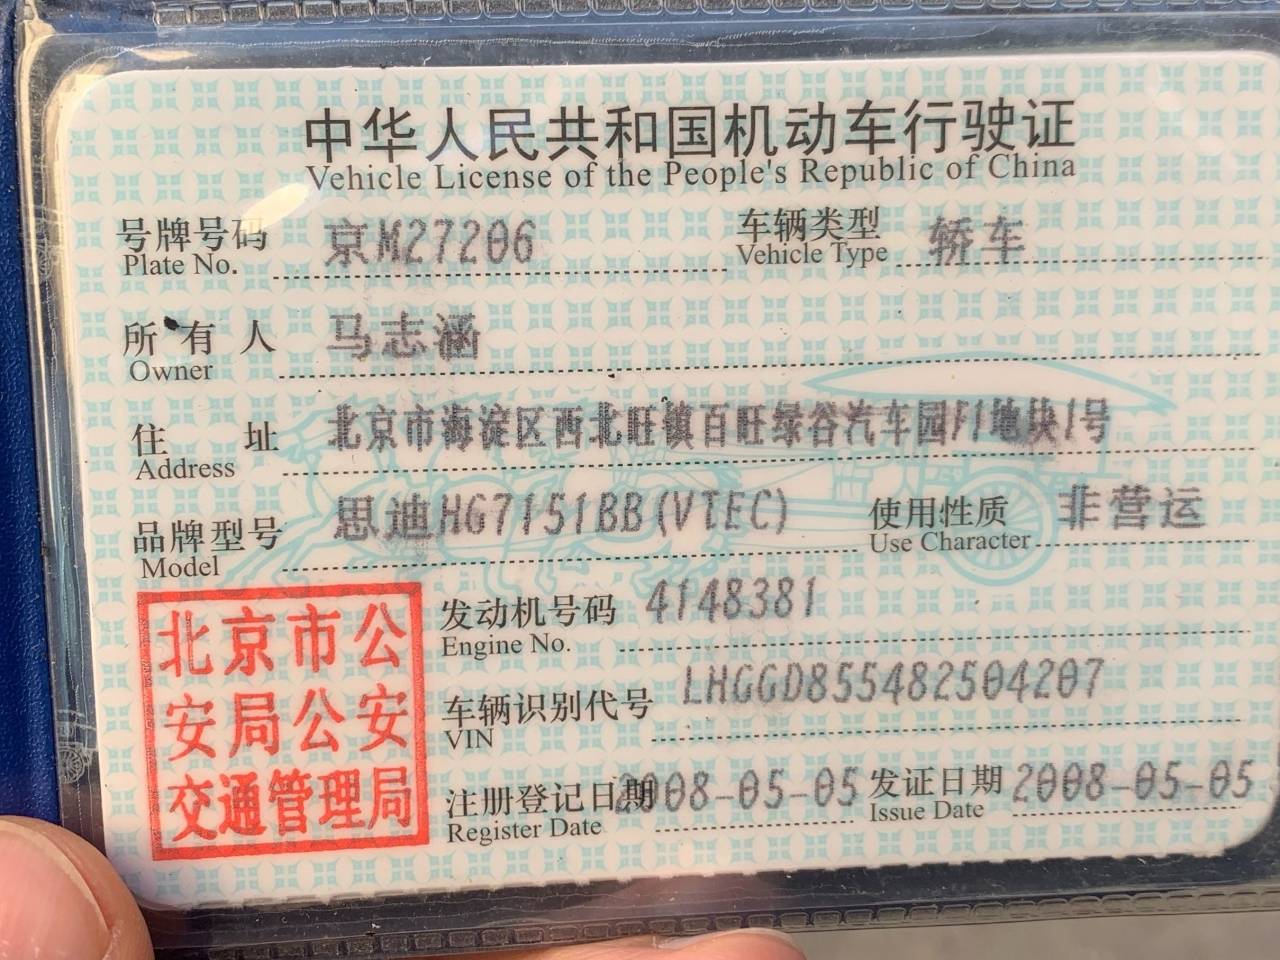 中华人民共和国机动车行驶证
Vehicle License of the People's Republic of China
号牌号码 京M27206 车辆类型 轿车
Plate No. Vehicle Type
所有人 马志涵
Owner
住址 北京市海淀区西北旺镇百旺绿谷汽车园F1地块1号
Address
品牌型号 思迪HG7151BB(VTEC) 使用性质 非营运
Model Use Character
北京市公
安局公安
交通管理局
发动机号码 4148381
Engine No.
车辆识别代号 LHGGD855482504207
VIN
注册登记日期 2008-05-05 发证日期 2008-05-05
Register Date Issue Date